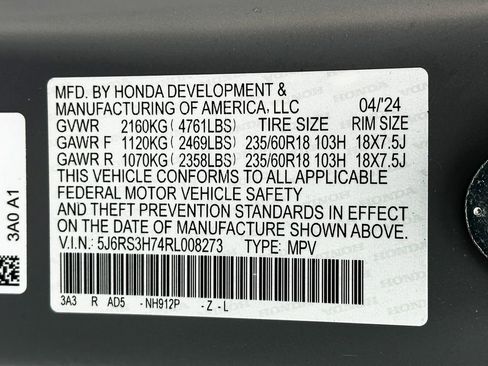 MFD. BY HONDA DEVELOPMENT &
MANUFACTURING OF AMERICA, LLC 04/24
GVWR 2160KG ( 4761LBS) TIRE SIZE RIM SIZE
GAWR F 1120KG ( 2469LBS) 235/60R18 103H 18X7.5J
GAWR R 1070KG ( 2358LBS) 235/60R18 103H 18X7.5J
THIS VEHICLE CONFORMS TO ALL APPLICABLE
FEDERAL MOTOR VEHICLE SAFETY
AND THEFT PREVENTION STANDARDS IN EFFECT
ON THE DATE OF MANUFACTURE SHOWN ABOVE.
V.I.N.: 5J6RS3H74RL008273 TYPE: MPV
3A3 R AD5 - NH912P - Z - L
3A0 A1